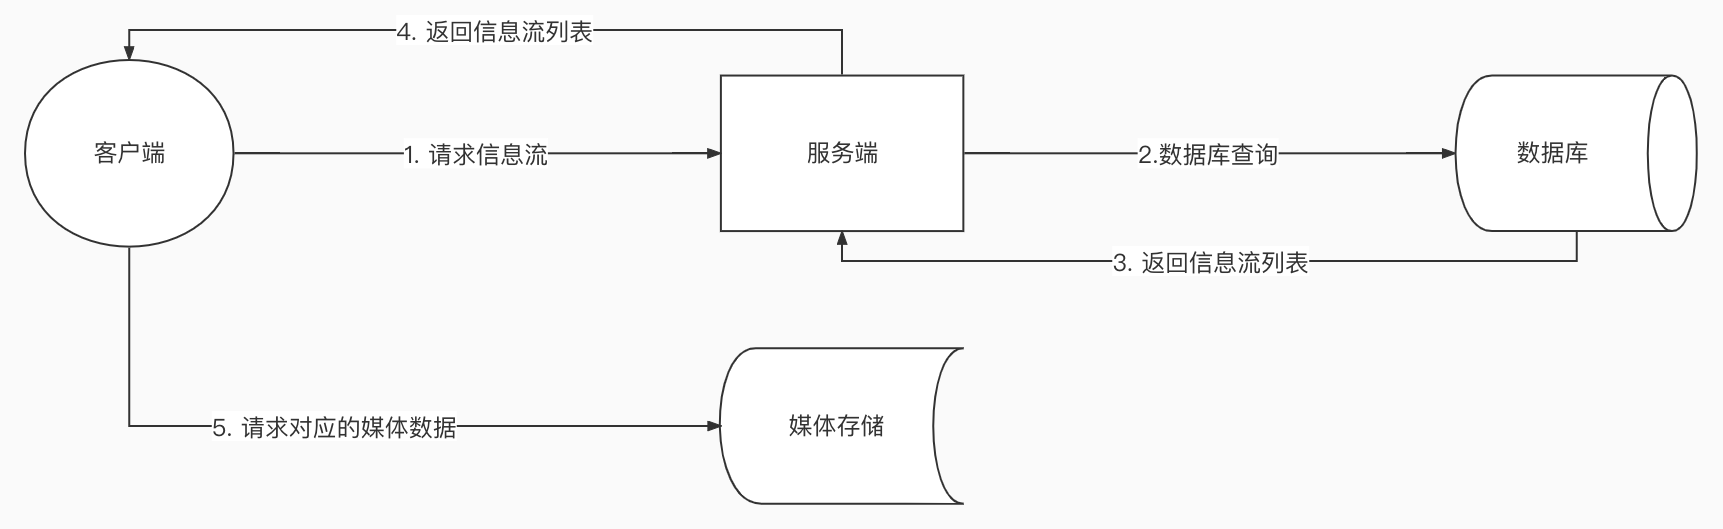 4. 返回信息流列表
客户端
1. 请求信息流
服务端
2.数据库查询
数据库
3. 返回信息流列表
5. 请求对应的媒体数据
媒体存储